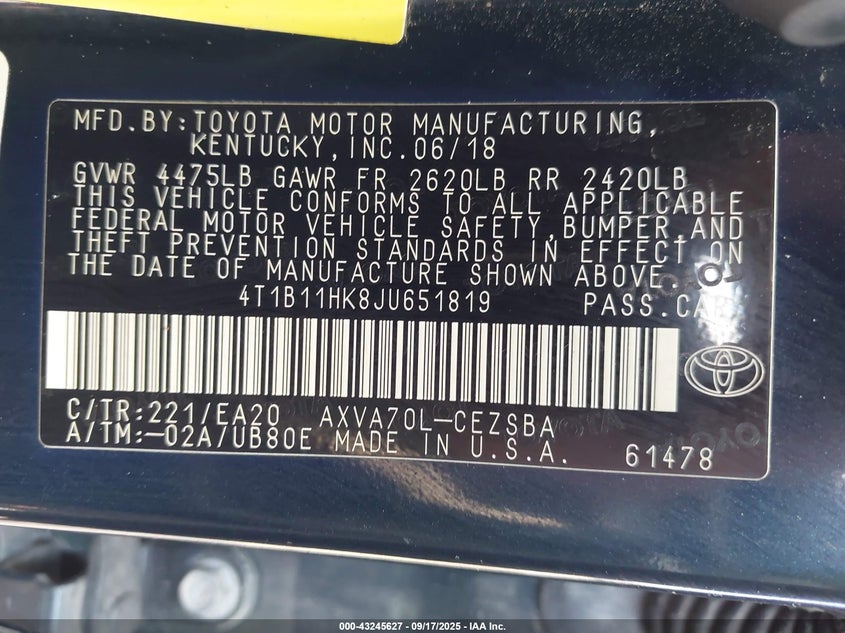 MFD.BY:TOYOTA MOTOR MANUFACTURING,
KENTUCKY,INC.06/18
GVWR 4475LB GAWR FR 2620LB RR 2420LB
THIS VEHICLE CONFORMS TO ALL APPLICABLE
FEDERAL MOTOR VEHICLE SAFETY,BUMPER,AND
THEFT PREVENTION STANDARDS IN EFFECT ON
THE DATE OF MANUFACTURE SHOWN ABOVE.
4T1B11HK8JU651819 PASS.CAR
C/TR:221/EA20 AXVA70L-CEZSBA
A/TM:-02A/UB80E MADE IN U.S.A. 61478
000-43245627 - 09/17/2025 - IAA Inc.